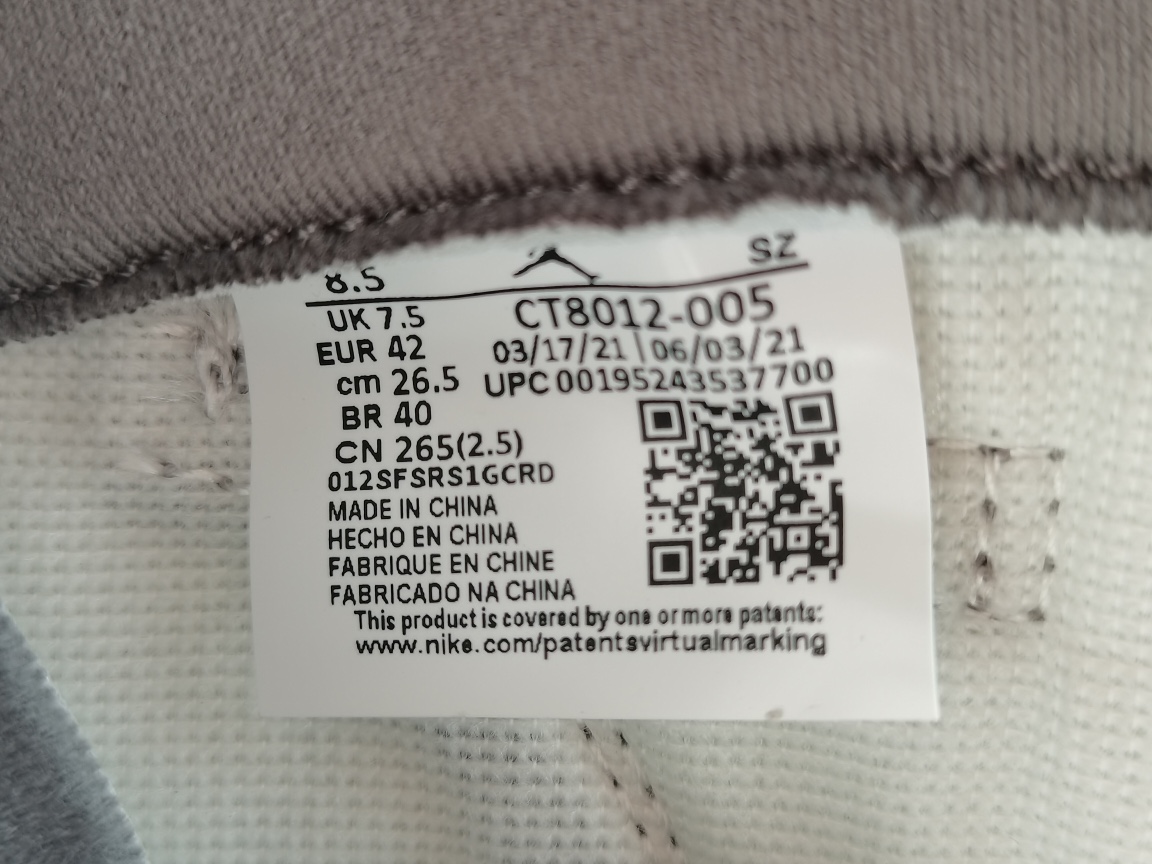 8.5 SZ
UK 7.5 CT8012-005
EUR 42 03/17/21 \ 06/03/21
cm 26.5 UPC 00195243537700
BR 40
CN 265(2.5)
012SFSRS1GCRD
MADE IN CHINA
HECHO EN CHINA
FABRIQUE EN CHINE
FABRICADO NA CHINA
This product is covered by one or more patents:
www.nike.com/patentsvirtualmarking